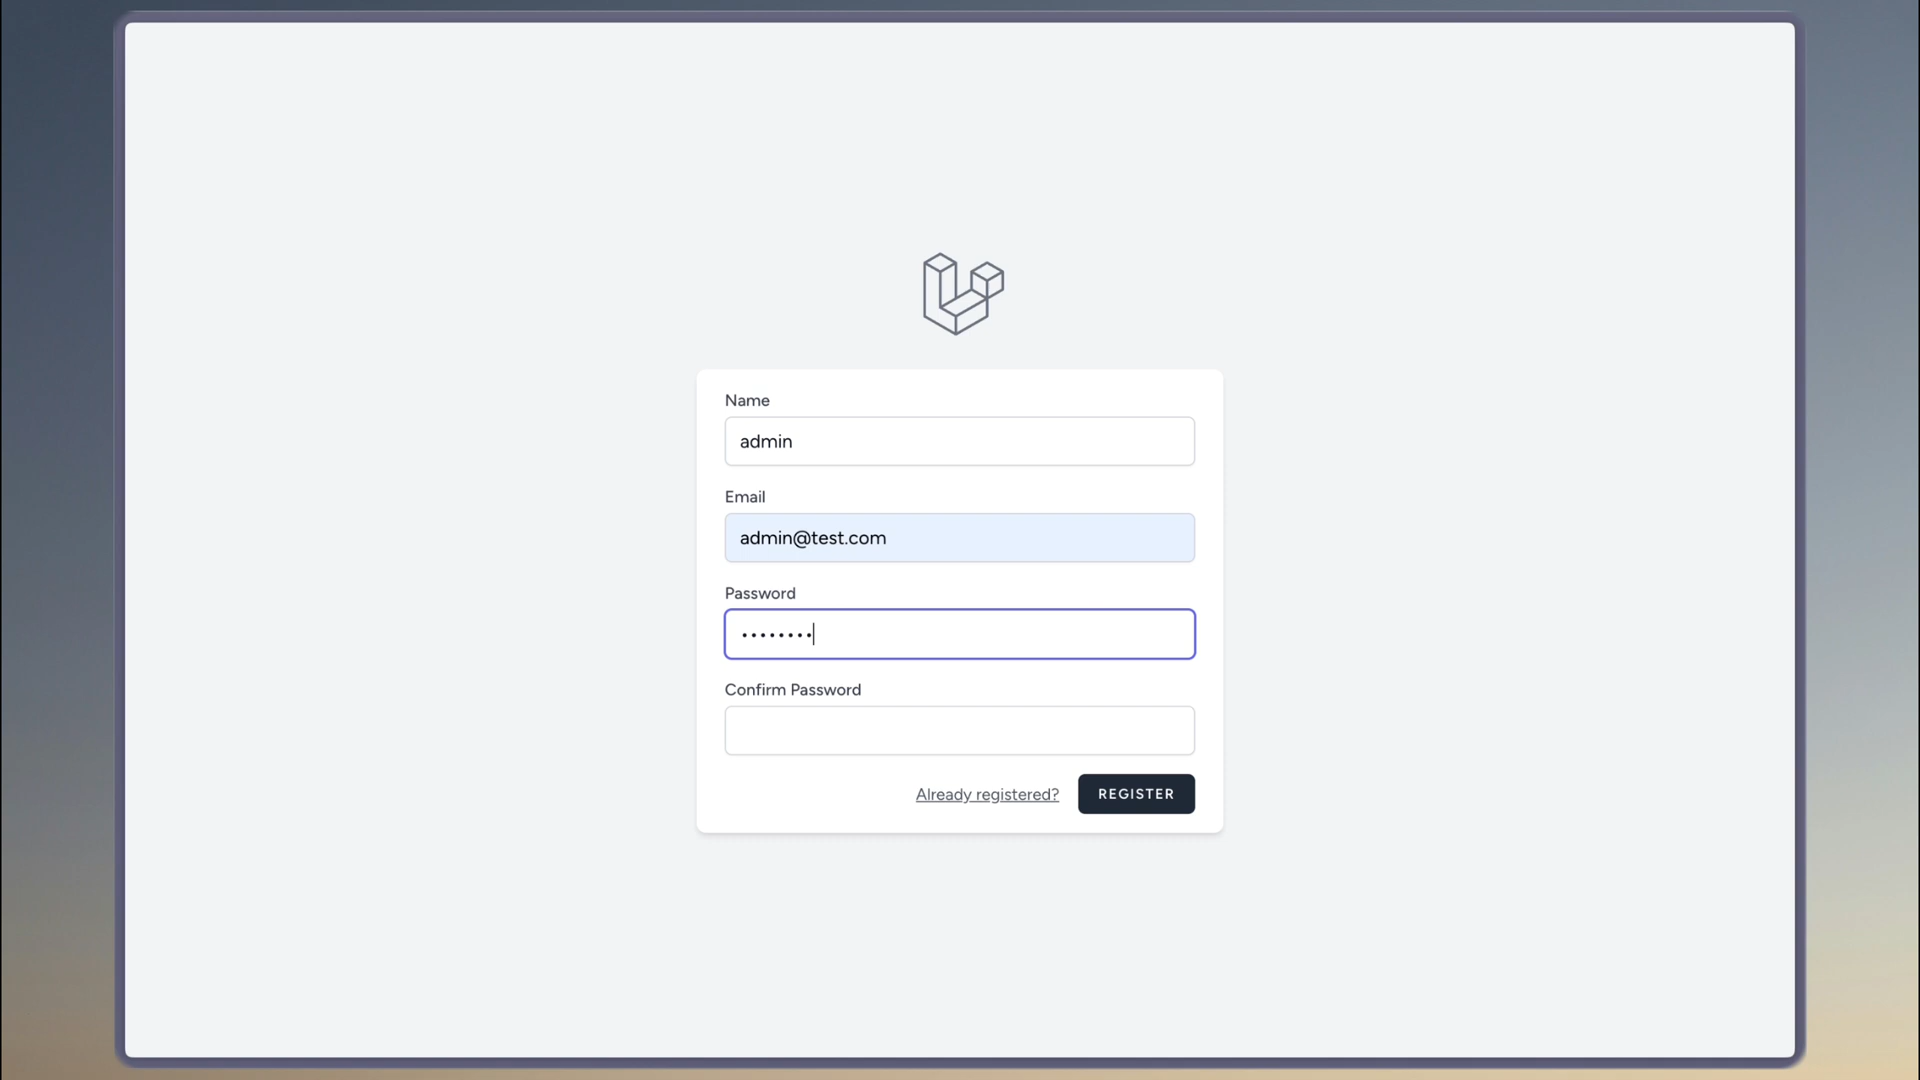 Name
admin
Email
admin@test.com
Password
••••••••
Confirm Password
Already registered? REGISTER